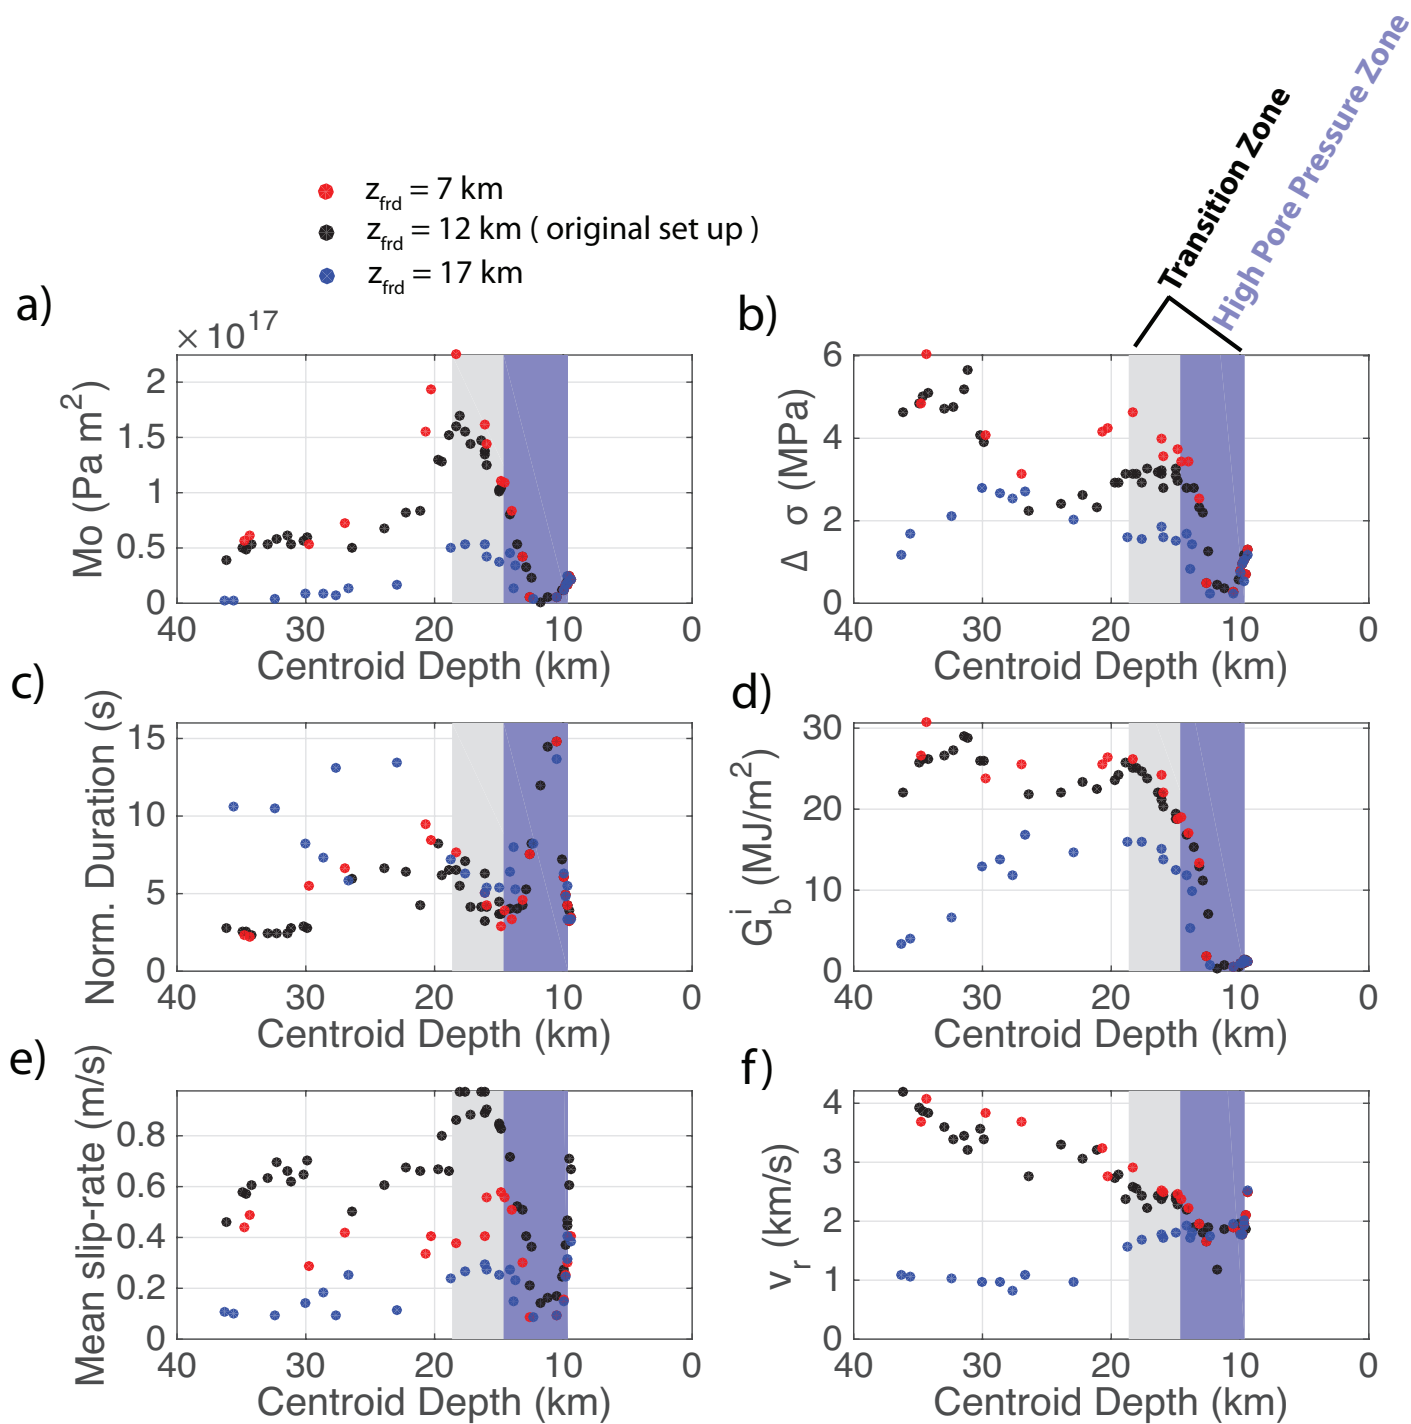 Transition Zone
High Pore Pressure Zone
z_frd = 7 km
z_frd = 12 km ( original set up )
z_frd = 17 km
a)
× 10^17
Mo (Pa m^2)
2
1.5
1
0.5
0
40 30 20 10 0
Centroid Depth (km)
b)
Δ σ (MPa)
6
4
2
0
40 30 20 10 0
Centroid Depth (km)
c)
Norm. Duration (s)
15
10
5
0
40 30 20 10 0
Centroid Depth (km)
d)
G_b^i (MJ/m^2)
30
20
10
0
40 30 20 10 0
Centroid Depth (km)
e)
Mean slip-rate (m/s)
0.8
0.6
0.4
0.2
0
40 30 20 10 0
Centroid Depth (km)
f)
v_r (km/s)
4
3
2
1
0
40 30 20 10 0
Centroid Depth (km)